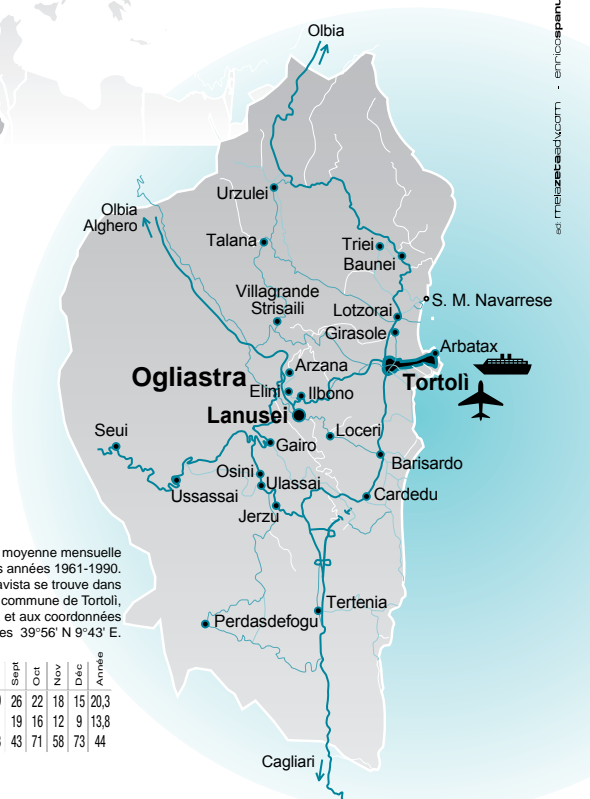 Olbia
ad: meiazetaadv.com - enricospanu
Urzulei
Olbia
Alghero
Talana
Triei
Baunei
Villagrande
Strisaili
S. M. Navarrese
Lotzorai
Girasole
Arbatax
Arzana
Ogliastra
Tortolì
Elini
Ilbono
Lanusei
Seui
Loceri
Gairo
Barisardo
Osini
Ulassai
Ussassai
Cardedu
Jerzu
moyenne mensuelle
s années 1961-1990.
avista se trouve dans
commune de Tortolì,
et aux coordonnées
es 39°56' N 9°43' E.
Tertenia
Perdasdefogu
Sept Oct Nov Déc Année
26 22 18 15 20,3
19 16 12 9 13,8
43 71 58 73 44
Cagliari